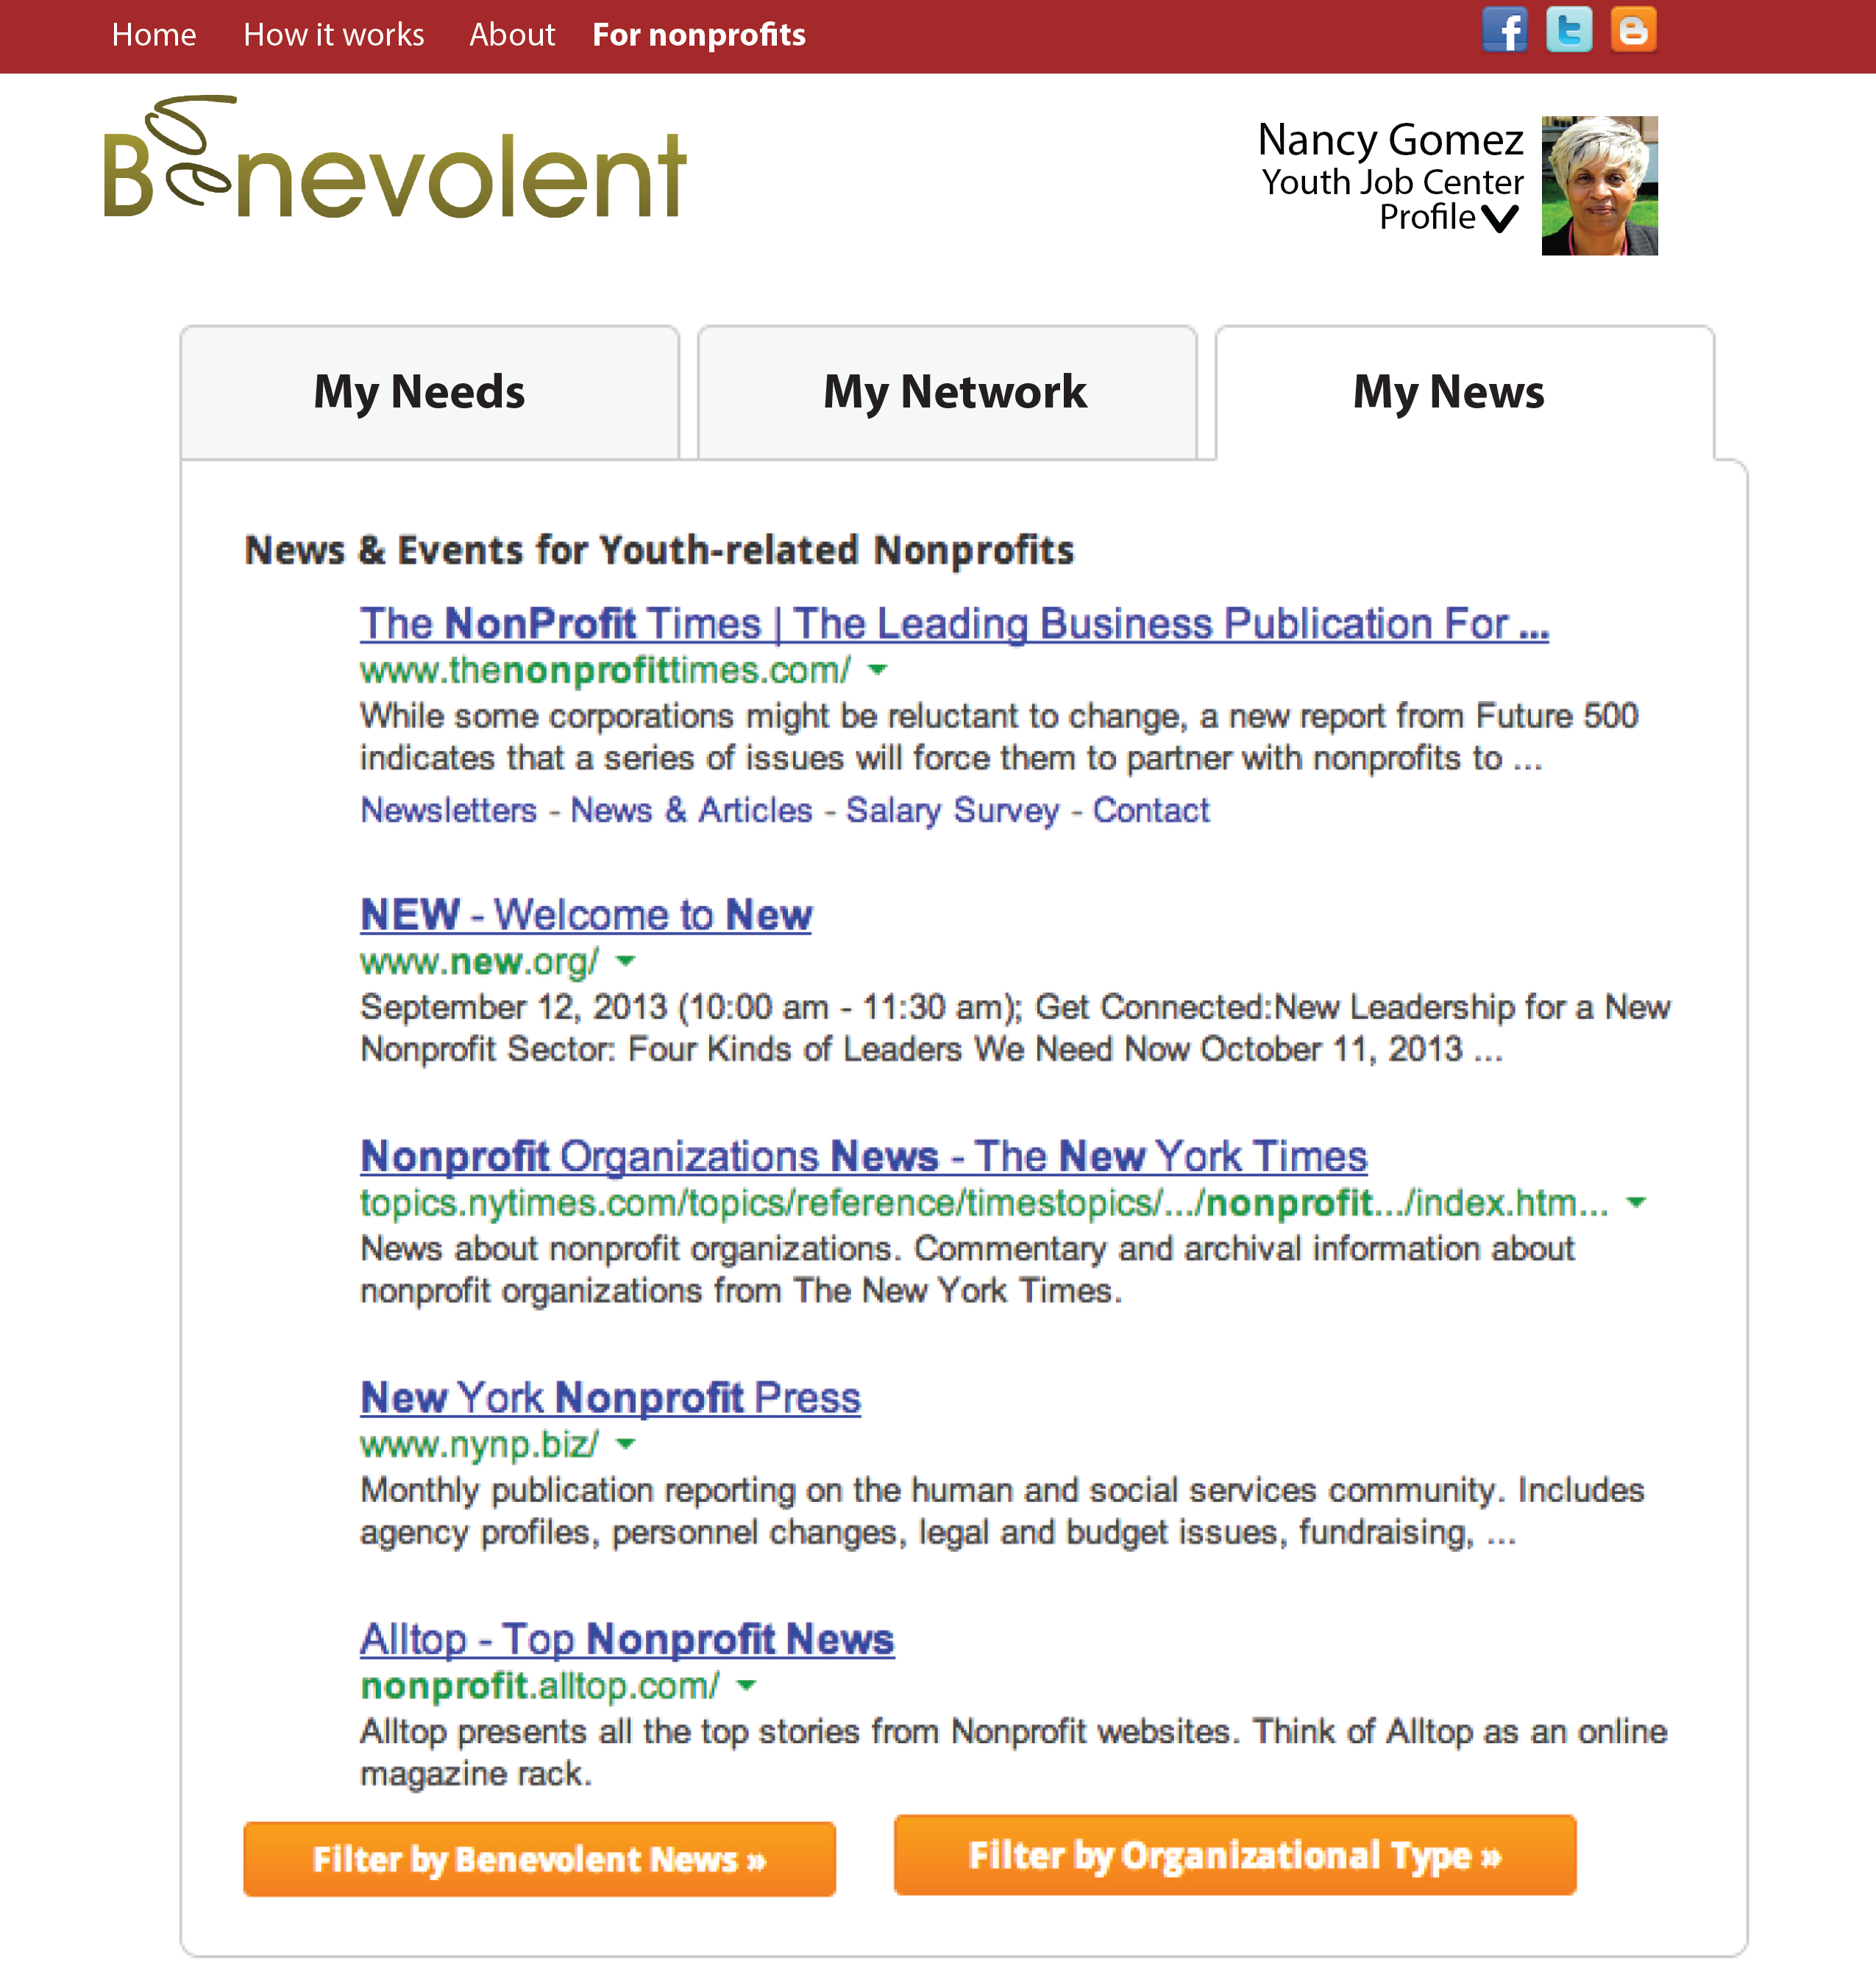 Home How it works About For nonprofits
Benevolent
Nancy Gomez
Youth Job Center
Profile
My Needs My Network My News
News & Events for Youth-related Nonprofits
The NonProfit Times | The Leading Business Publication For ...
www.thenonprofittimes.com/
While some corporations might be reluctant to change, a new report from Future 500
indicates that a series of issues will force them to partner with nonprofits to ...
Newsletters - News & Articles - Salary Survey - Contact
NEW - Welcome to New
www.new.org/
September 12, 2013 (10:00 am - 11:30 am); Get Connected:New Leadership for a New
Nonprofit Sector: Four Kinds of Leaders We Need Now October 11, 2013 ...
Nonprofit Organizations News - The New York Times
topics.nytimes.com/topics/reference/timestopics/.../nonprofit.../index.htm...
News about nonprofit organizations. Commentary and archival information about
nonprofit organizations from The New York Times.
New York Nonprofit Press
www.nynp.biz/
Monthly publication reporting on the human and social services community. Includes
agency profiles, personnel changes, legal and budget issues, fundraising, ...
Alltop - Top Nonprofit News
nonprofit.alltop.com/
Alltop presents all the top stories from Nonprofit websites. Think of Alltop as an online
magazine rack.
Filter by Benevolent News » Filter by Organizational Type »